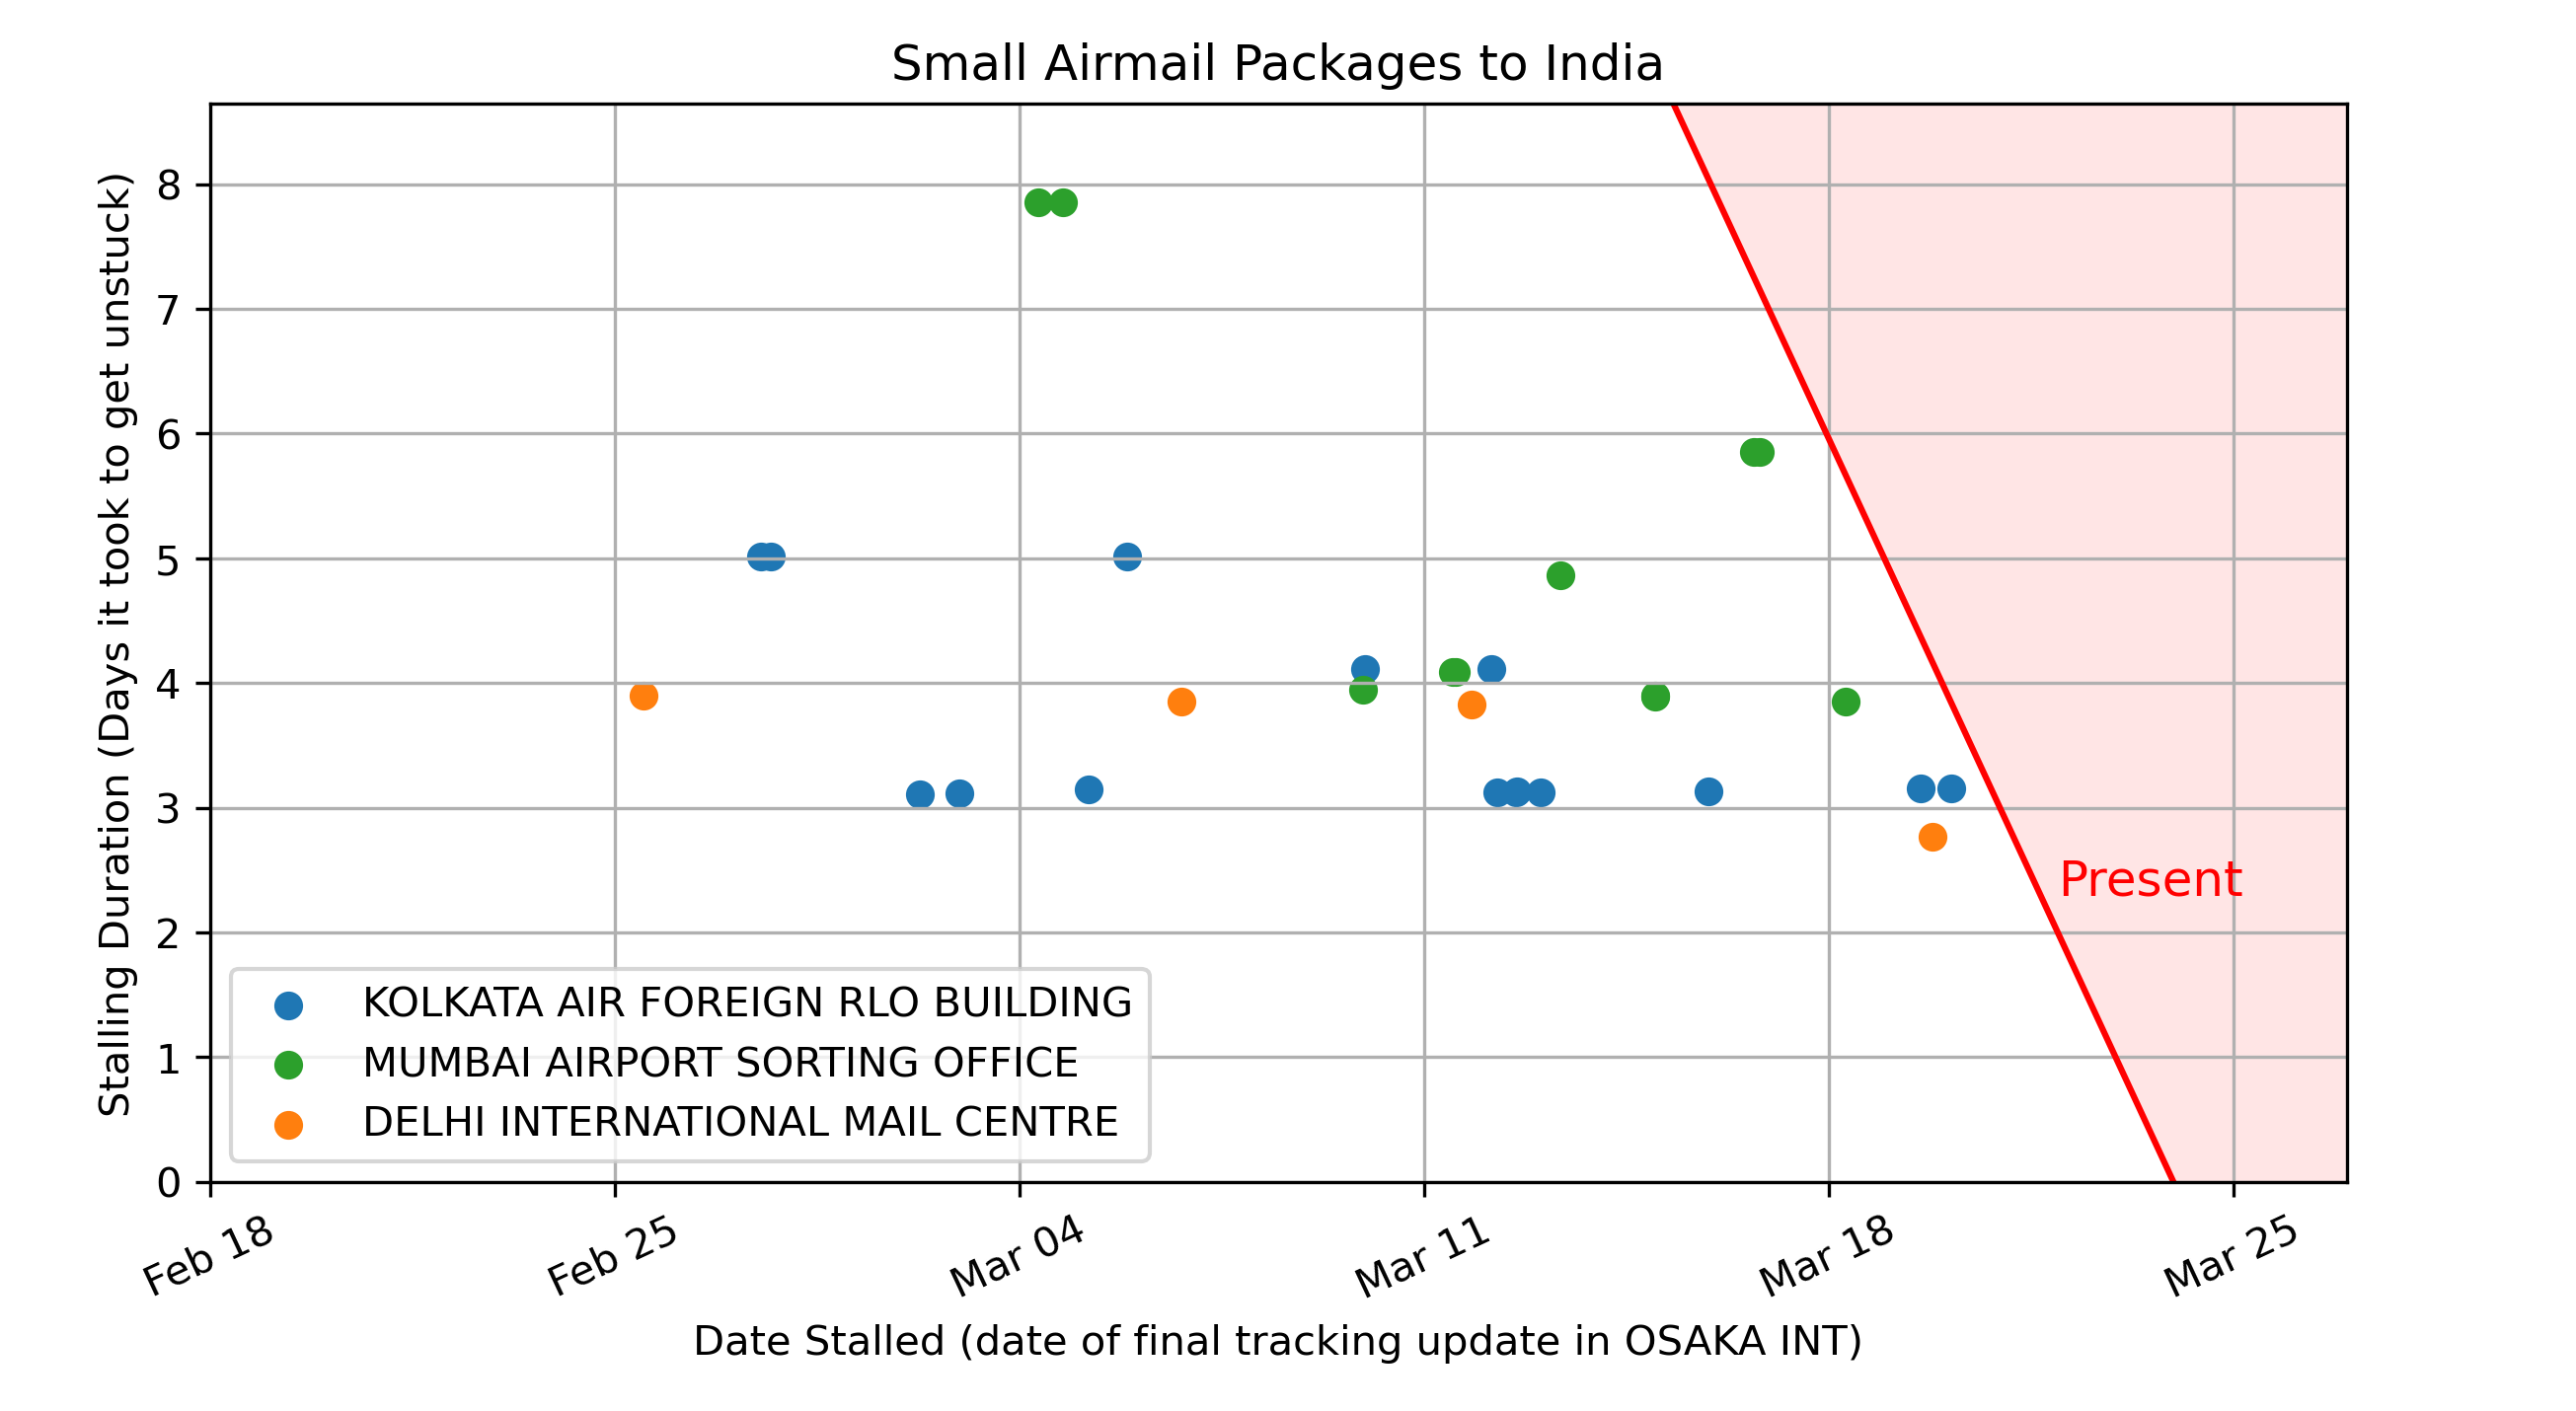 Small Airmail Packages to India
Stalling Duration (Days it took to get unstuck)
8
7
6
5
4
3
2
1
0
Present
KOLKATA AIR FOREIGN RLO BUILDING
MUMBAI AIRPORT SORTING OFFICE
DELHI INTERNATIONAL MAIL CENTRE
Feb 18
Feb 25
Mar 04
Mar 11
Mar 18
Mar 25
Date Stalled (date of final tracking update in OSAKA INT)